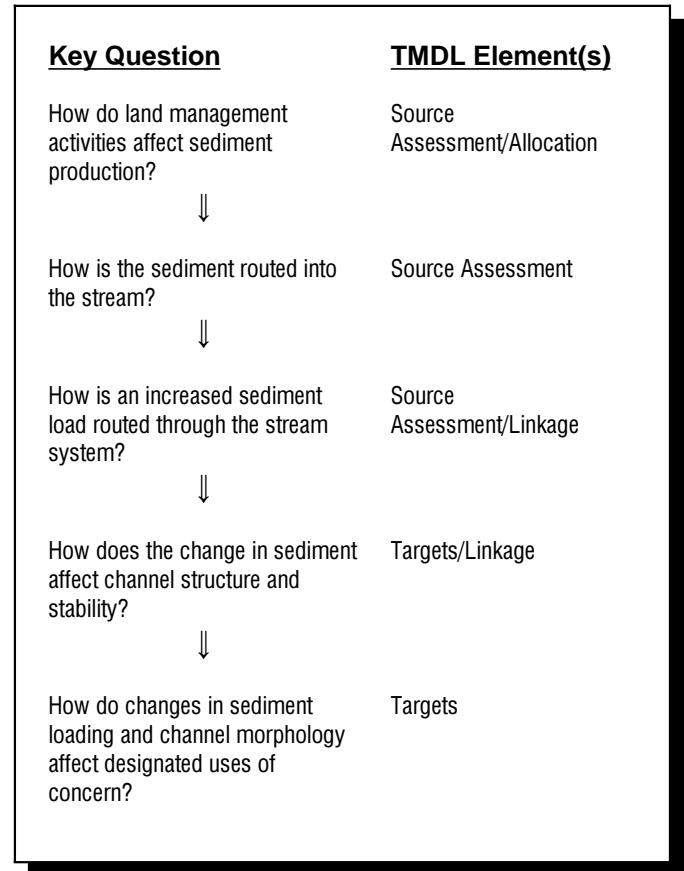 Key Question TMDL Element(s)
How do land management Source
activities affect sediment Assessment/Allocation
production?
⇓
How is the sediment routed into Source Assessment
the stream?
⇓
How is an increased sediment Source
load routed through the stream Assessment/Linkage
system?
⇓
How does the change in sediment Targets/Linkage
affect channel structure and
stability?
⇓
How do changes in sediment Targets
loading and channel morphology
affect designated uses of
concern?